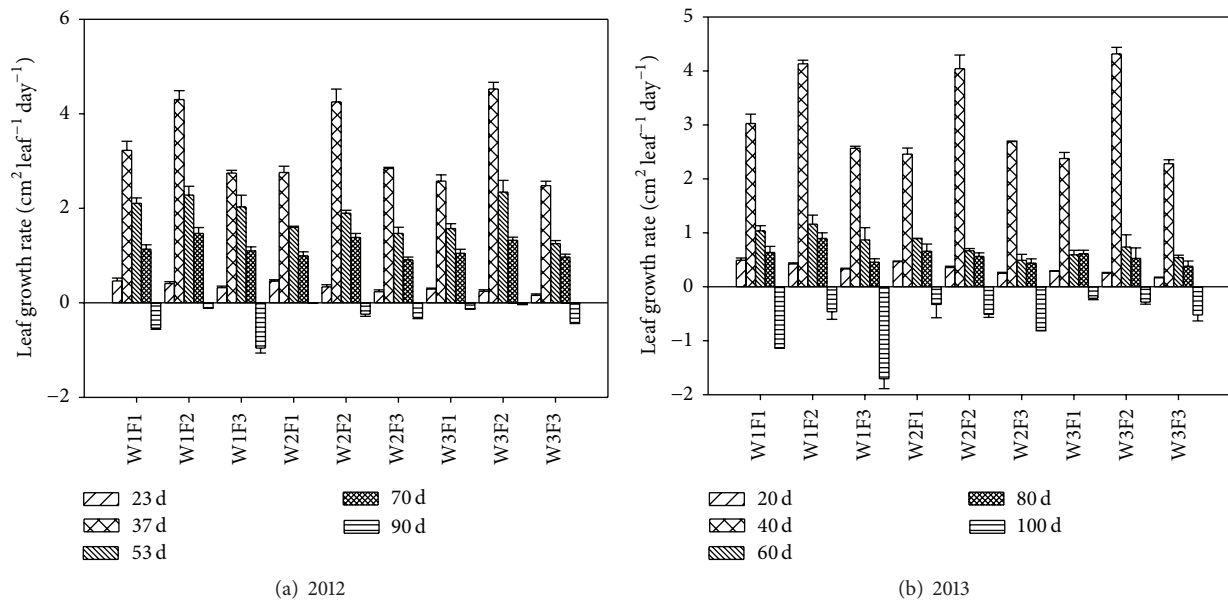 Leaf growth rate (cm² leaf⁻¹ day⁻¹)
6
4
2
0
−2
W1F1
W1F2
W1F3
W2F1
W2F2
W2F3
W3F1
W3F2
W3F3
23 d
37 d
53 d
70 d
90 d
(a) 2012
Leaf growth rate (cm² leaf⁻¹ day⁻¹)
5
4
3
2
1
0
−1
−2
W1F1
W1F2
W1F3
W2F1
W2F2
W2F3
W3F1
W3F2
W3F3
20 d
40 d
60 d
80 d
100 d
(b) 2013